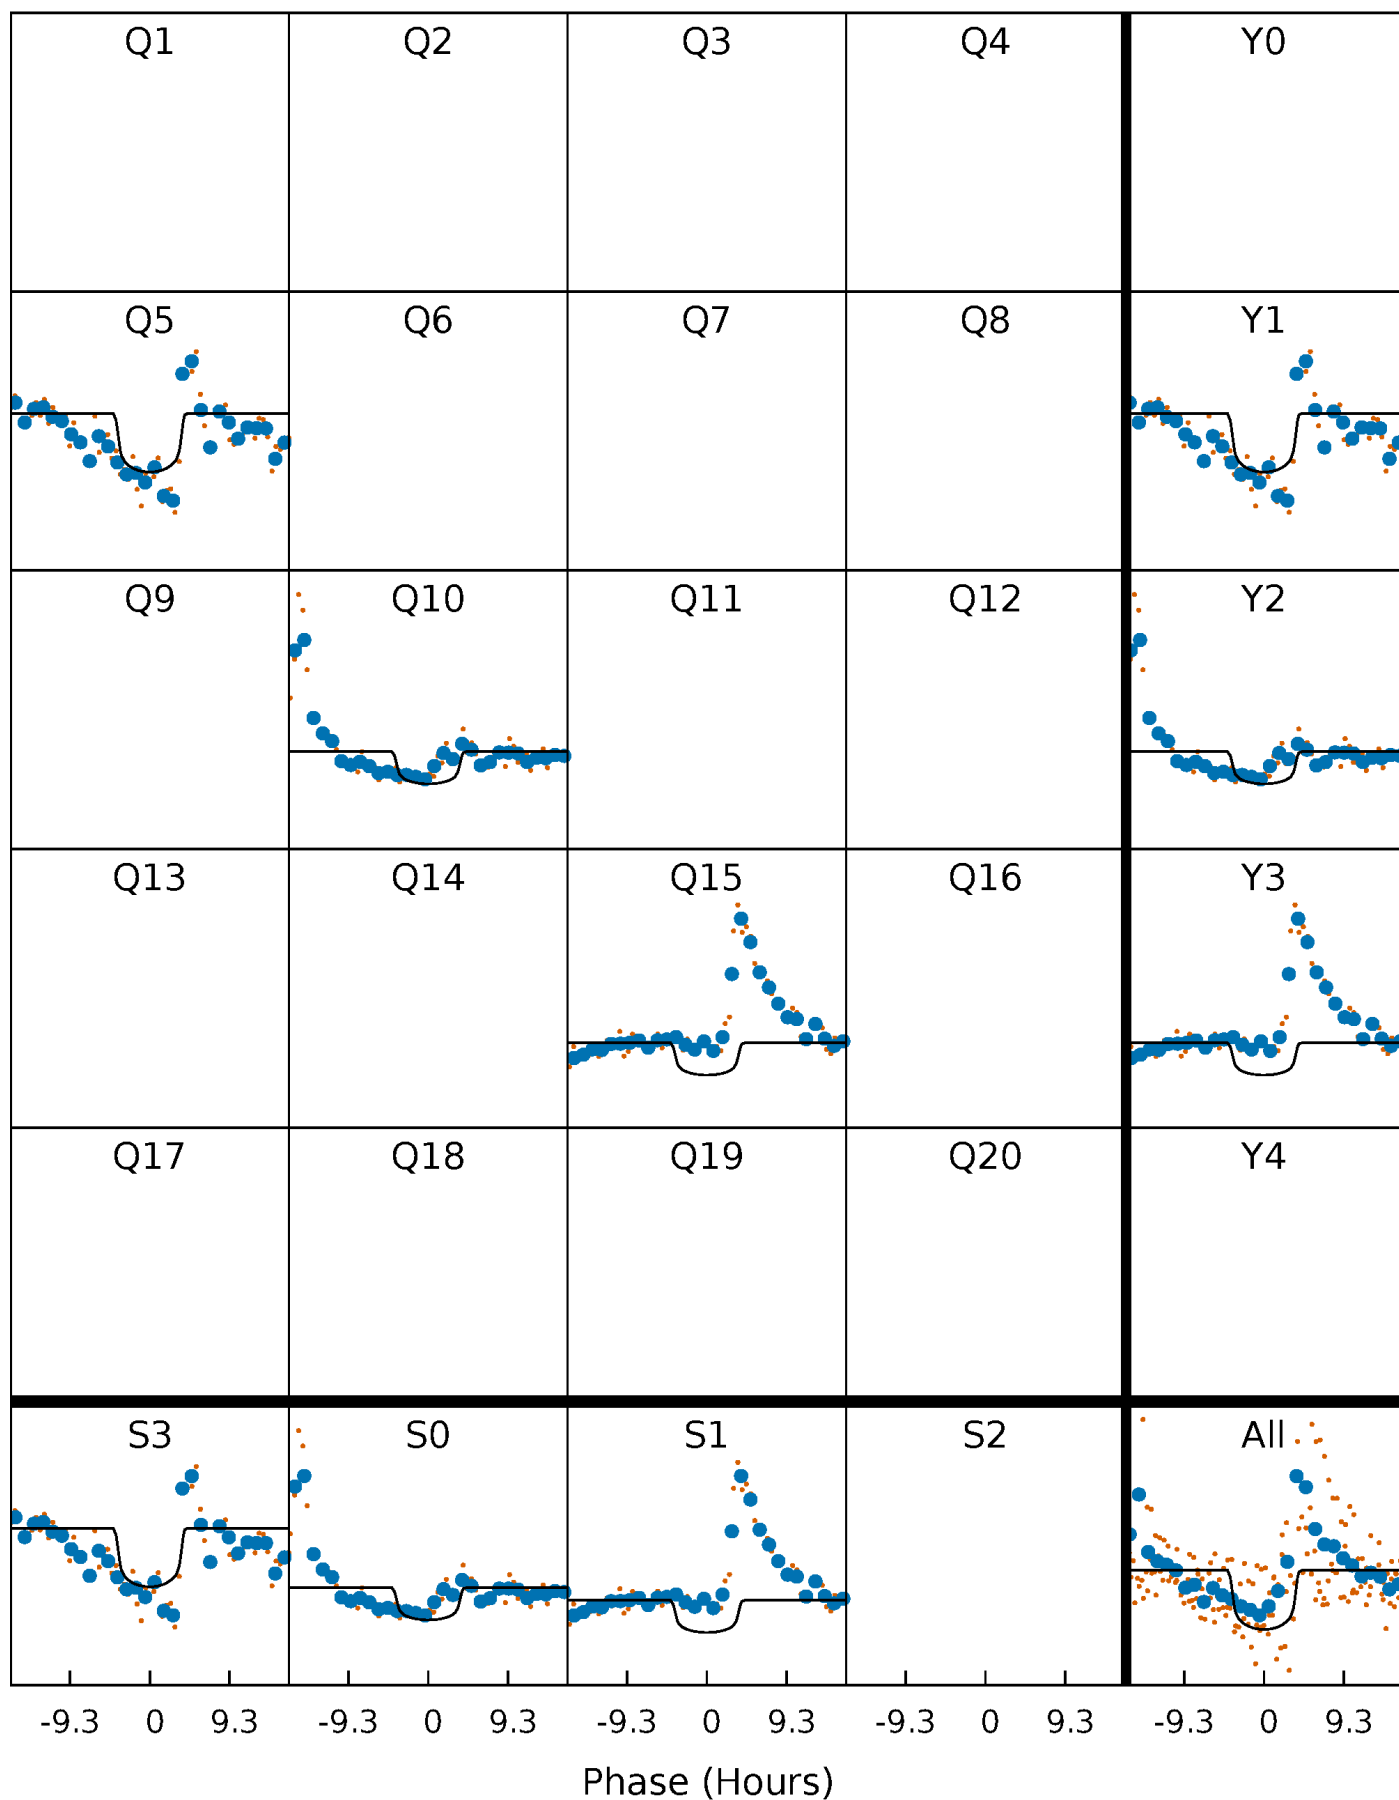 Q1 Q2 Q3 Q4 Y0
Q5 Q6 Q7 Q8 Y1
Q9 Q10 Q11 Q12 Y2
Q13 Q14 Q15 Q16 Y3
Q17 Q18 Q19 Q20 Y4
S3 S0 S1 S2 All
-9.3 0 9.3 -9.3 0 9.3 -9.3 0 9.3 -9.3 0 9.3 -9.3 0 9.3
Phase (Hours)